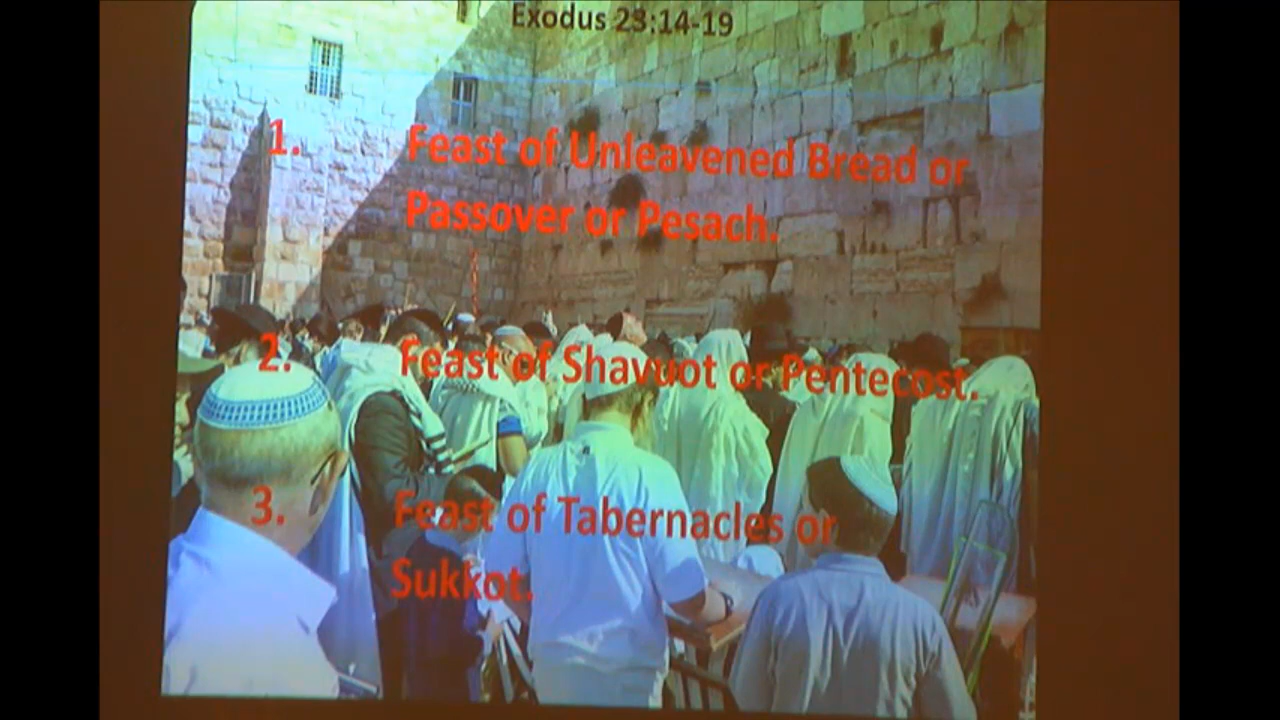 Exodus 23:14-19
1. Feast of Unleavened Bread or
Passover or Pesach.
2. Feast of Shavuot or Pentecost.
3. Feast of Tabernacles or
Sukkot.